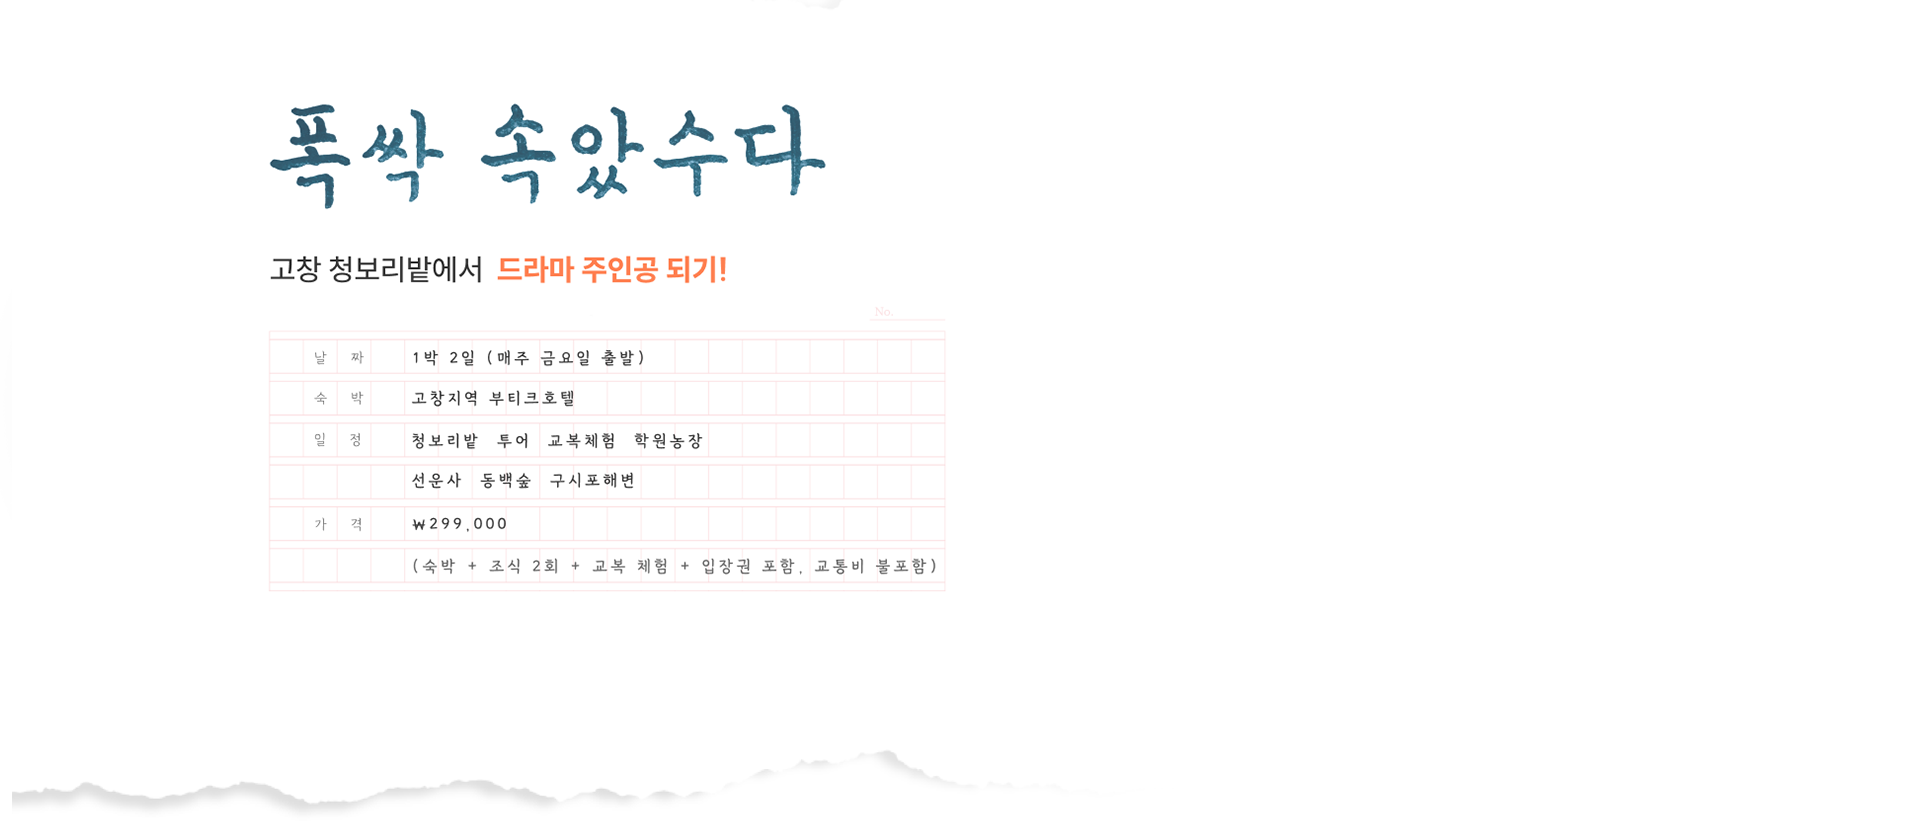 폭싹 속았수다
고창 청보리밭에서 드라마 주인공 되기!
No.
날 짜 1박 2일 (매주 금요일 출발)
숙 박 고창지역 부티크호텔
일 정 청보리밭 투어 교복체험 학원농장
선운사 동백숲 구시포해변
가 격 ₩299,000
(숙박 + 조식 2회 + 교복 체험 + 입장권 포함, 교통비 불포함)